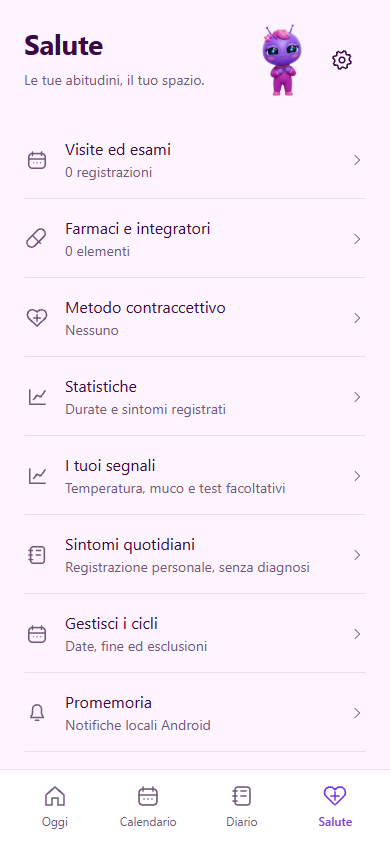 Salute
Le tue abitudini, il tuo spazio.
Visite ed esami
0 registrazioni
Farmaci e integratori
0 elementi
Metodo contraccettivo
Nessuno
Statistiche
Durate e sintomi registrati
I tuoi segnali
Temperatura, muco e test facoltativi
Sintomi quotidiani
Registrazione personale, senza diagnosi
Gestisci i cicli
Date, fine ed esclusioni
Promemoria
Notifiche locali Android
Oggi
Calendario
Diario
Salute